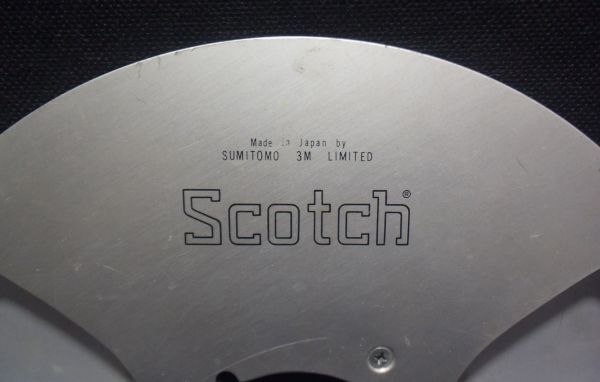 Made in Japan by
SUMITOMO 3M LIMITED
Scotch®